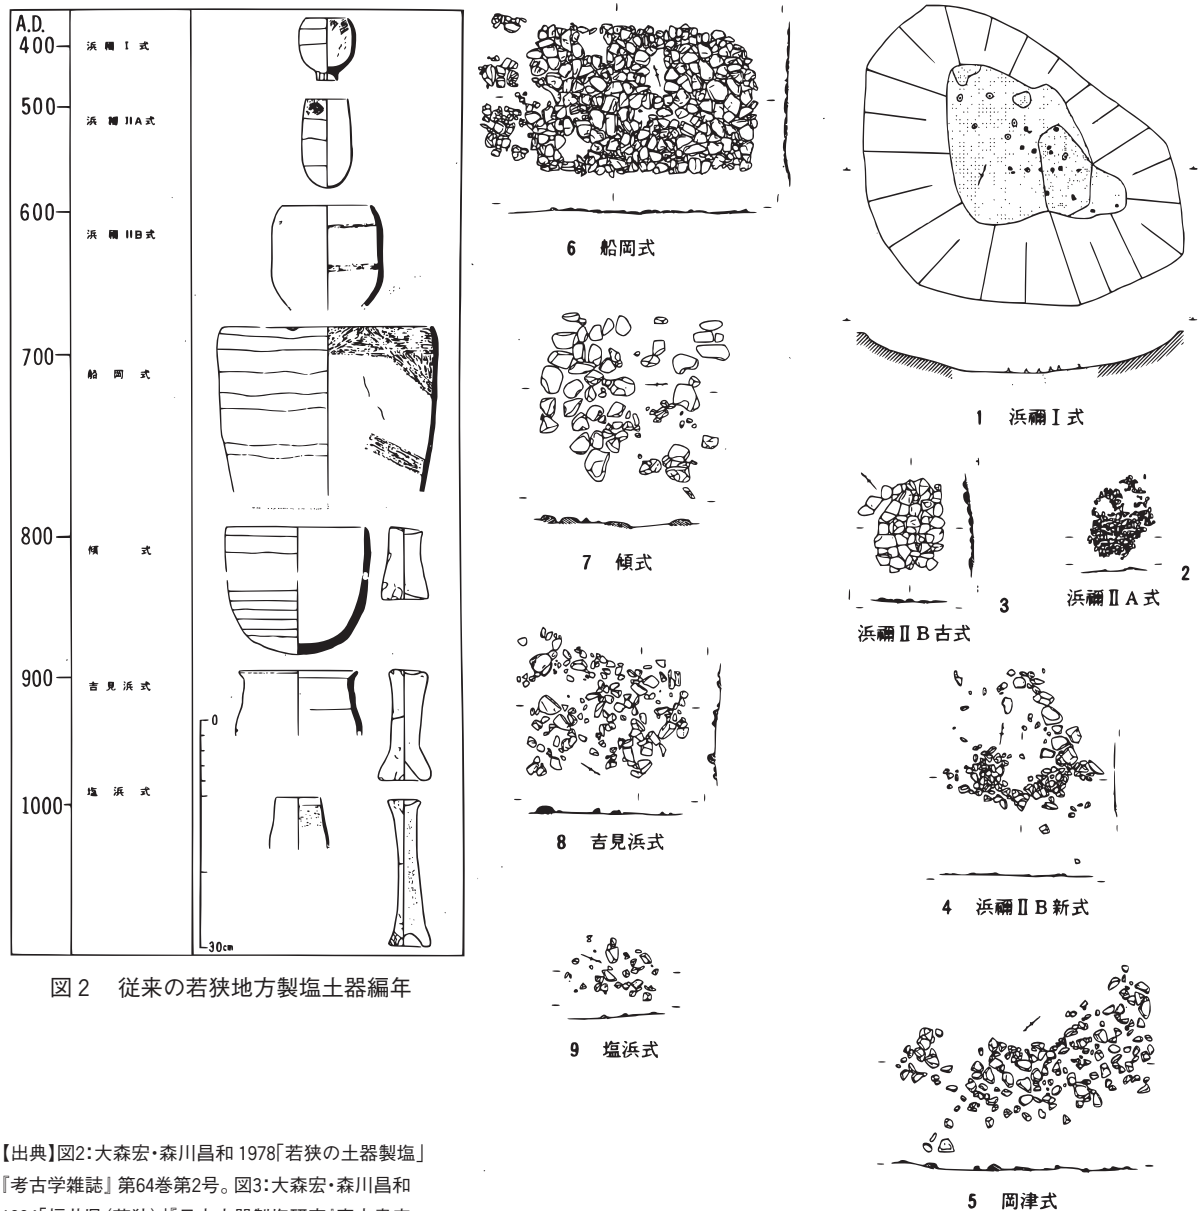 A.D.
400
浜禰Ⅰ式
500
浜禰ⅡA式
600
浜禰ⅡB式
700
船岡式
800
傾式
900
吉見浜式
1000
塩浜式
0
30cm
図2 従来の若狭地方製塩土器編年
【出典】図2：大森宏・森川昌和 1978「若狭の土器製塩」
『考古学雑誌』第64巻第2号。図3：大森宏・森川昌和
6 船岡式
7 傾式
8 吉見浜式
9 塩浜式
1 浜禰Ⅰ式
2
浜禰ⅡA式
3
浜禰ⅡB古式
4 浜禰ⅡB新式
5 岡津式